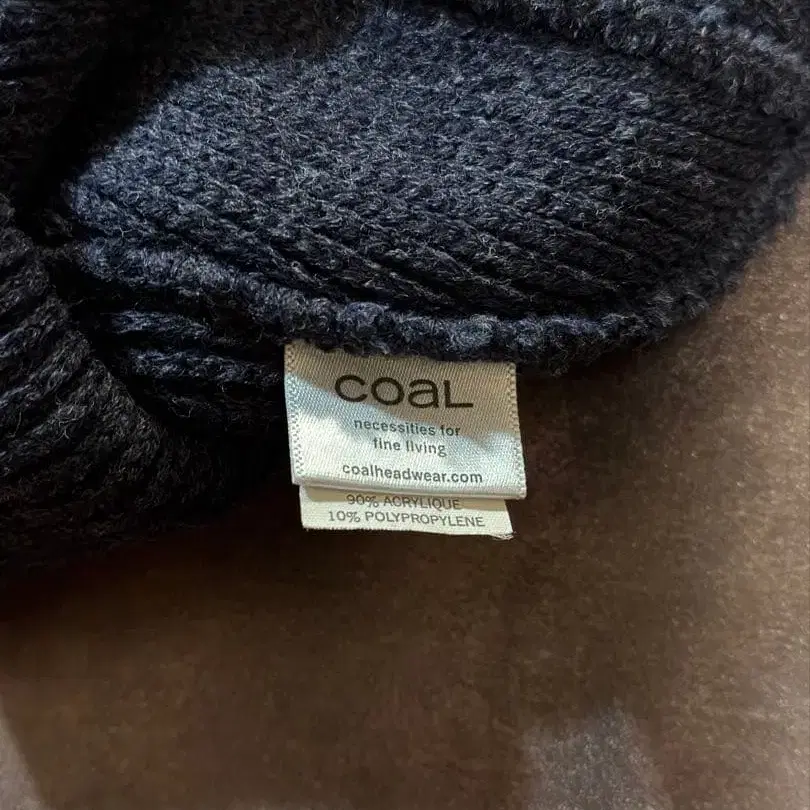 coaL
necessities for
fine living
coalheadwear.com
90% ACRYLIQUE
10% POLYPROPYLENE